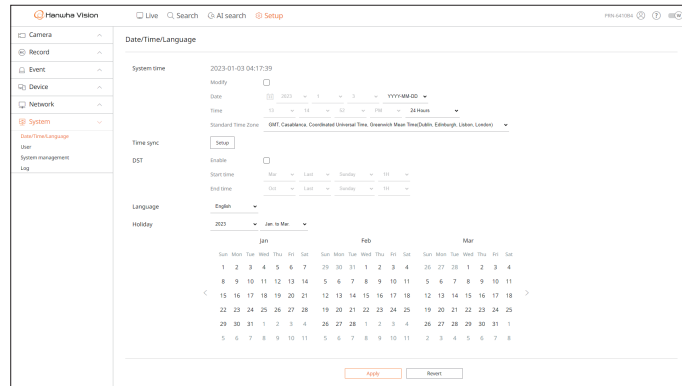 Hanwha Vision
Live Search AI search Setup
PRN-6410B4
Camera
Record
Event
Device
Network
System
Date/Time/Language
User
System management
Log
Date/Time/Language
System time 2023-01-03 04:17:39
Modify
Date 2023 1 3 YYYY-MM-DD
Time 24 Hours
Standard Time Zone GMT, Casablanca, Coordinated Universal Time, Greenwich Mean Time(Dublin, Edinburgh, Lisbon, London)
Time sync Setup
DST Enable
Start time Mar Last Sunday
End time Oct Last Sunday
Language English
Holiday 2023 Jan. to Mar.
Jan Feb Mar
Sun Mon Tue Wed Thu Fri Sat Sun Mon Tue Wed Thu Fri Sat Sun Mon Tue Wed Thu Fri Sat
1 2 3 4 5 6 7 29 30 31 1 2 3 4 26 27 28 1 2 3 4
8 9 10 11 12 13 14 5 6 7 8 9 10 11 5 6 7 8 9 10 11
15 16 17 18 19 20 21 12 13 14 15 16 17 18 12 13 14 15 16 17 18
22 23 24 25 26 27 28 19 20 21 22 23 24 25 19 20 21 22 23 24 25
29 30 31 1 2 3 4 26 27 28 1 2 3 4 26 27 28 29 30 31 1
5 6 7 8 9 10 11 5 6 7 8 9 10 11 2 3 4 5 6 7 8
Apply Revert